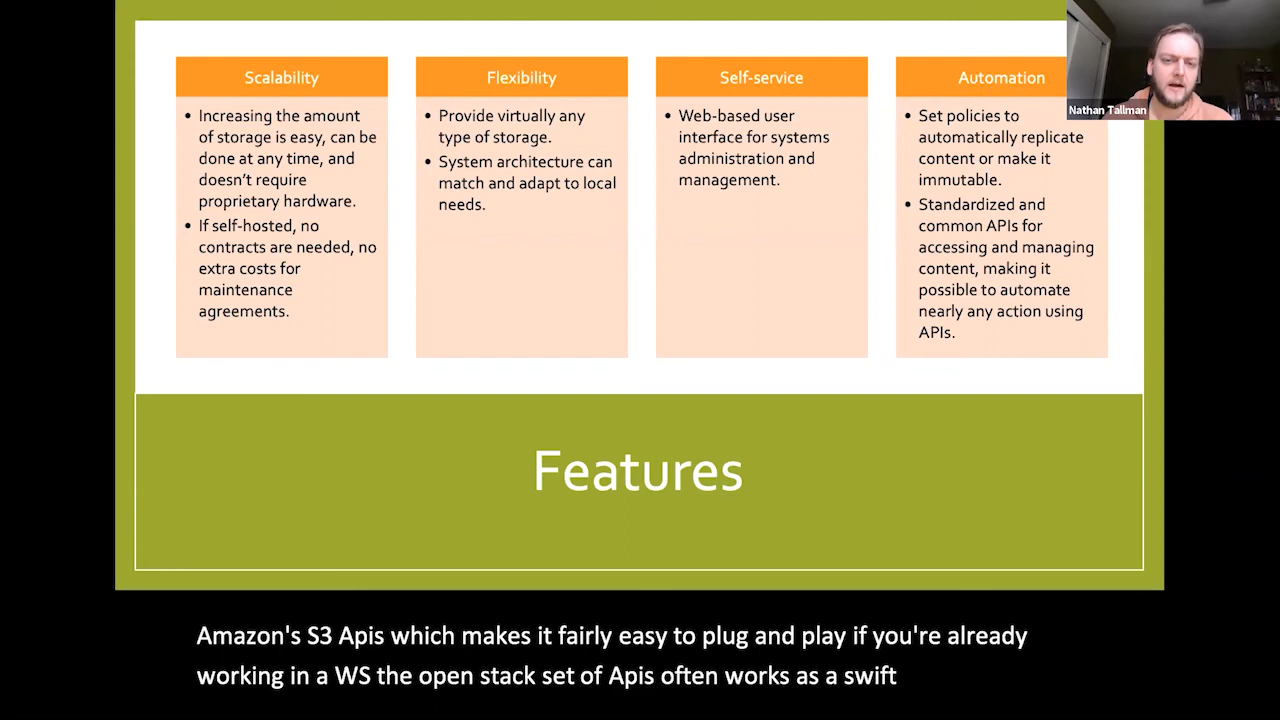 Scalability
• Increasing the amount
of storage is easy, can be
done at any time, and
doesn't require
proprietary hardware.
• If self-hosted, no
contracts are needed, no
extra costs for
maintenance
agreements.
Flexibility
• Provide virtually any
type of storage.
• System architecture can
match and adapt to local
needs.
Self-service
• Web-based user
interface for systems
administration and
management.
Automation
• Set policies to
automatically replicate
content or make it
immutable.
• Standardized and
common APIs for
accessing and managing
content, making it
possible to automate
nearly any action using
APIs.
Nathan Tallman
Features
Amazon's S3 Apis which makes it fairly easy to plug and play if you're already
working in a WS the open stack set of Apis often works as a swift